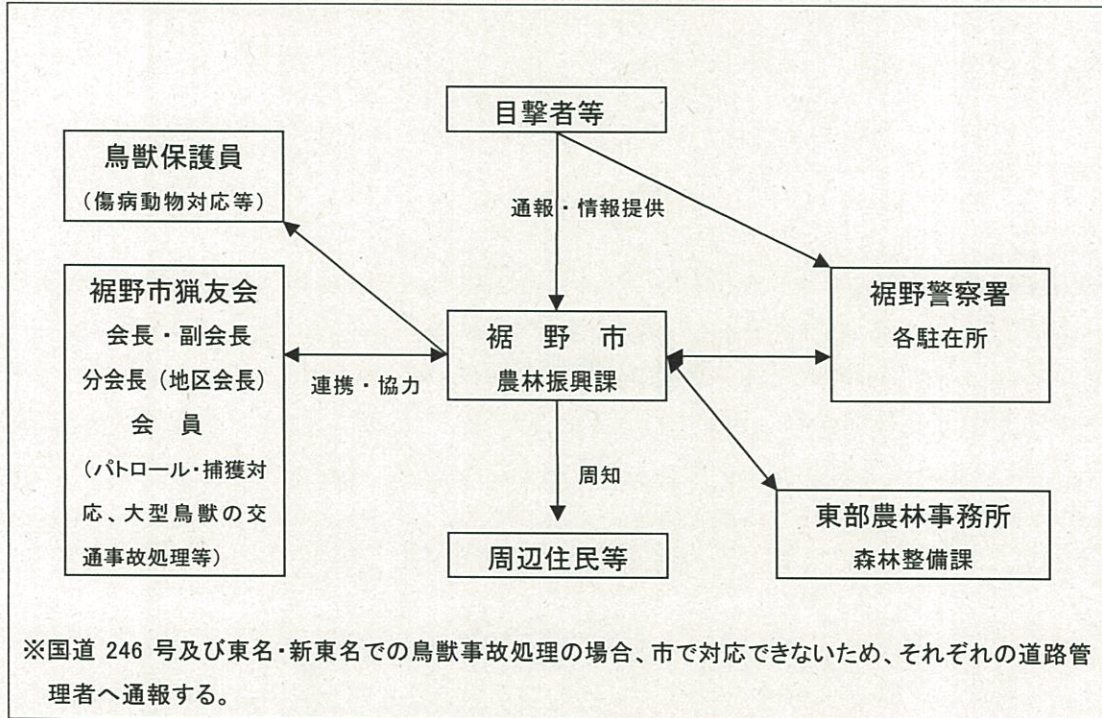 目撃者等
鳥獣保護員
（傷病動物対応等）
通報・情報提供
裾野市猟友会
会長・副会長
分会長（地区会長）
会　員
（パトロール・捕獲対
応、大型鳥獣の交
通事故処理等）
連携・協力
裾　野　市
農林振興課
裾野警察署
各駐在所
周知
周辺住民等
東部農林事務所
森林整備課
※国道 246 号及び東名・新東名での鳥獣事故処理の場合、市で対応できないため、それぞれの道路管
理者へ通報する。